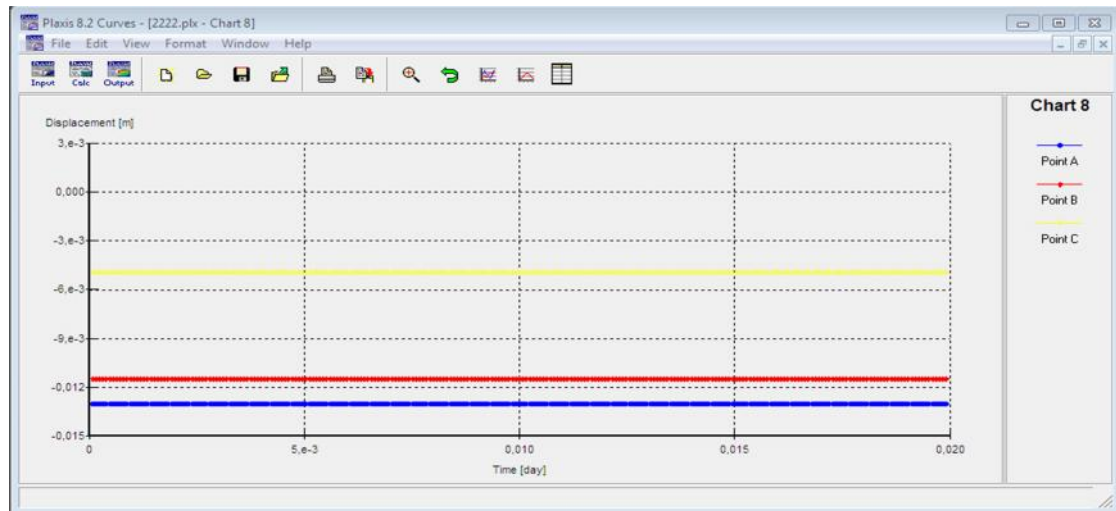 Plaxis 8.2 Curves - [2222.plx - Chart 8]
File Edit View Format Window Help
Input Calc Output
Chart 8
Displacement [m]
3,e-3
0,000
-3,e-3
-6,e-3
-9,e-3
-0,012
-0,015
0 5,e-3 0,010 0,015 0,020
Time [day]
Point A
Point B
Point C